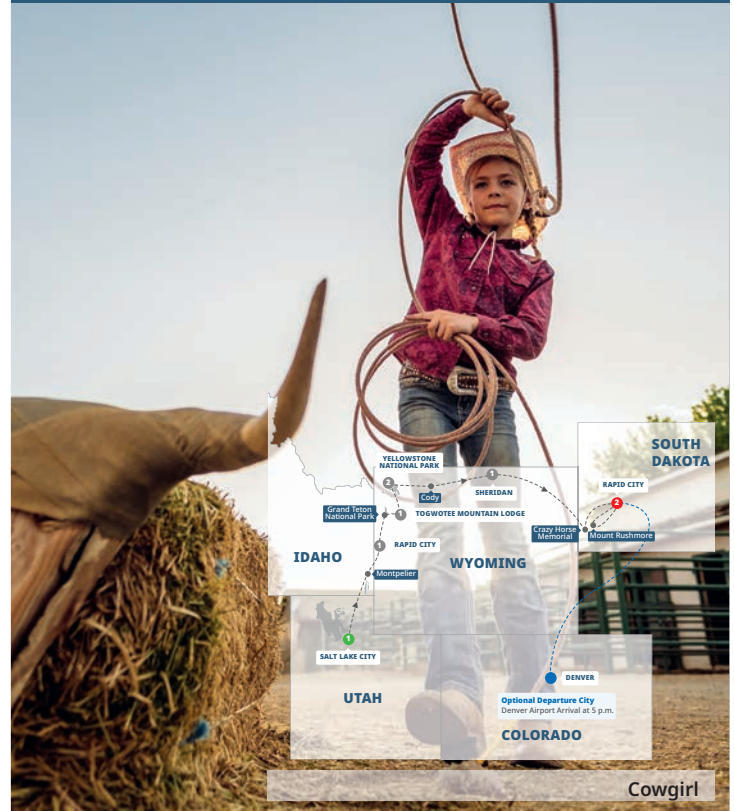 SOUTH
DAKOTA
YELLOWSTONE
NATIONAL PARK
2
1
RAPID CITY
Cody
SHERIDAN
2
Grand Teton
National Park
1
TOGWOTEE MOUNTAIN LODGE
Crazy Horse
Memorial
Mount Rushmore
1
RAPID CITY
IDAHO
WYOMING
Montpelier
1
SALT LAKE CITY
DENVER
UTAH
Optional Departure City
Denver Airport Arrival at 5 p.m.
COLORADO
Cowgirl